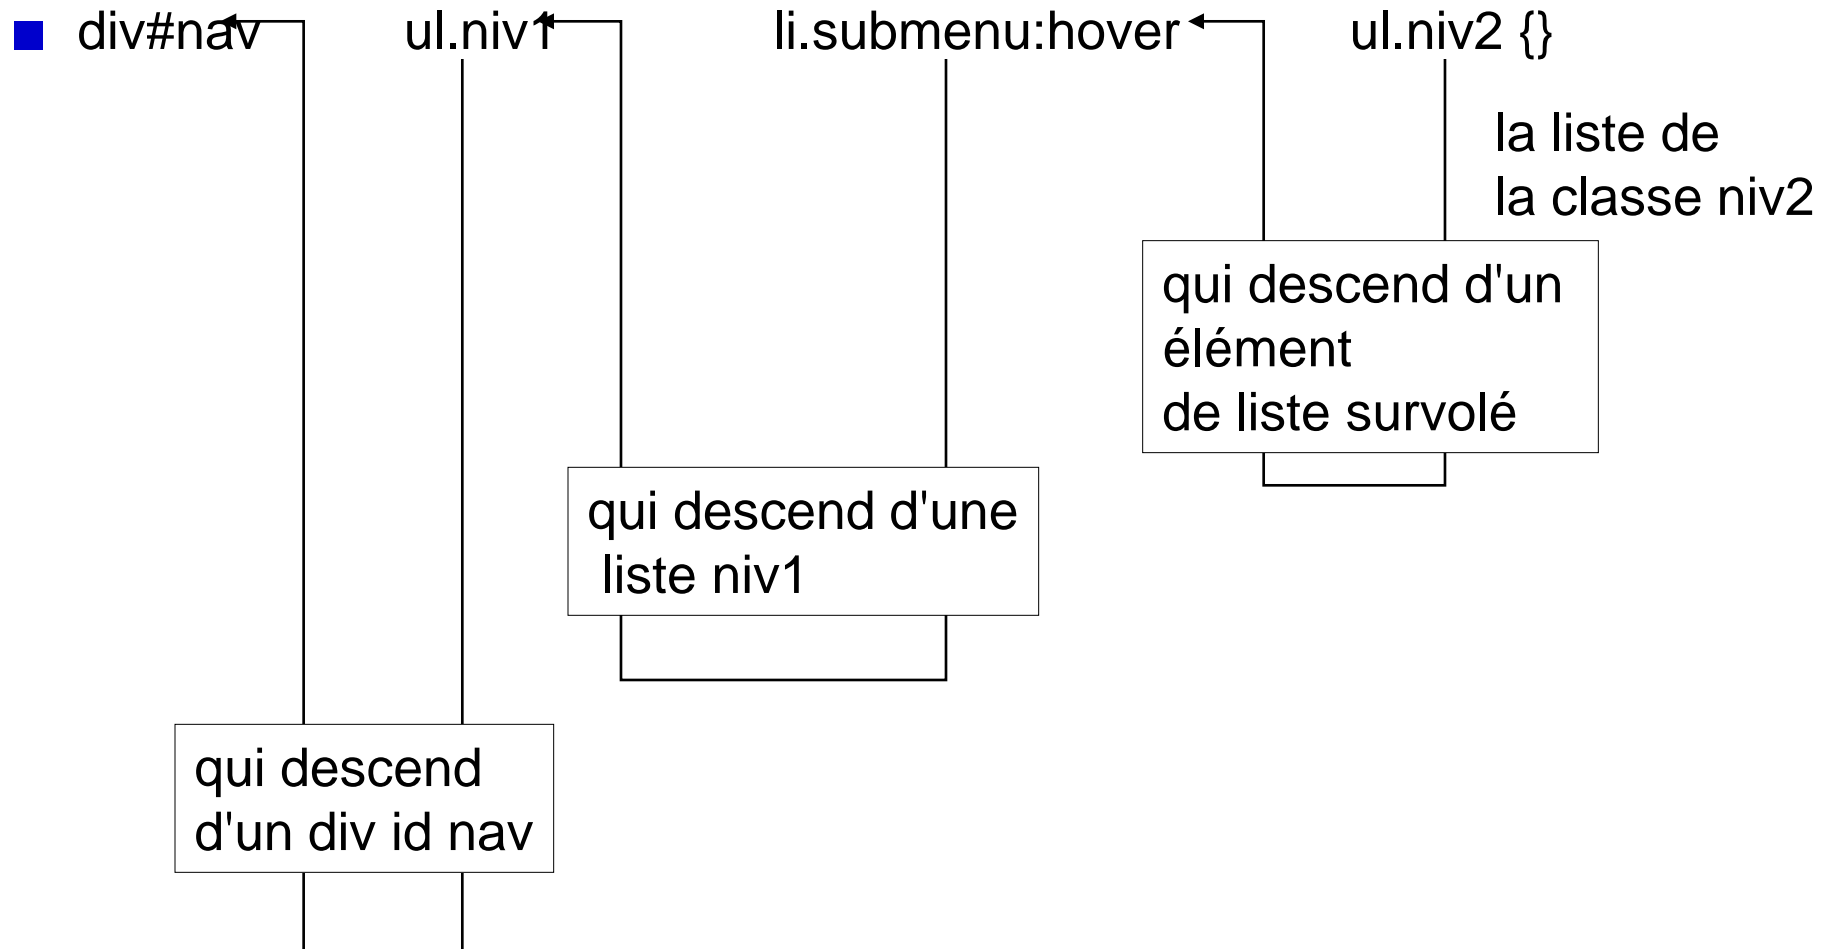 div#nav ul.niv1 li.submenu:hover ul.niv2 {}
la liste de
la classe niv2
qui descend d'un
élément
de liste survolé
qui descend d'une
liste niv1
qui descend
d'un div id nav